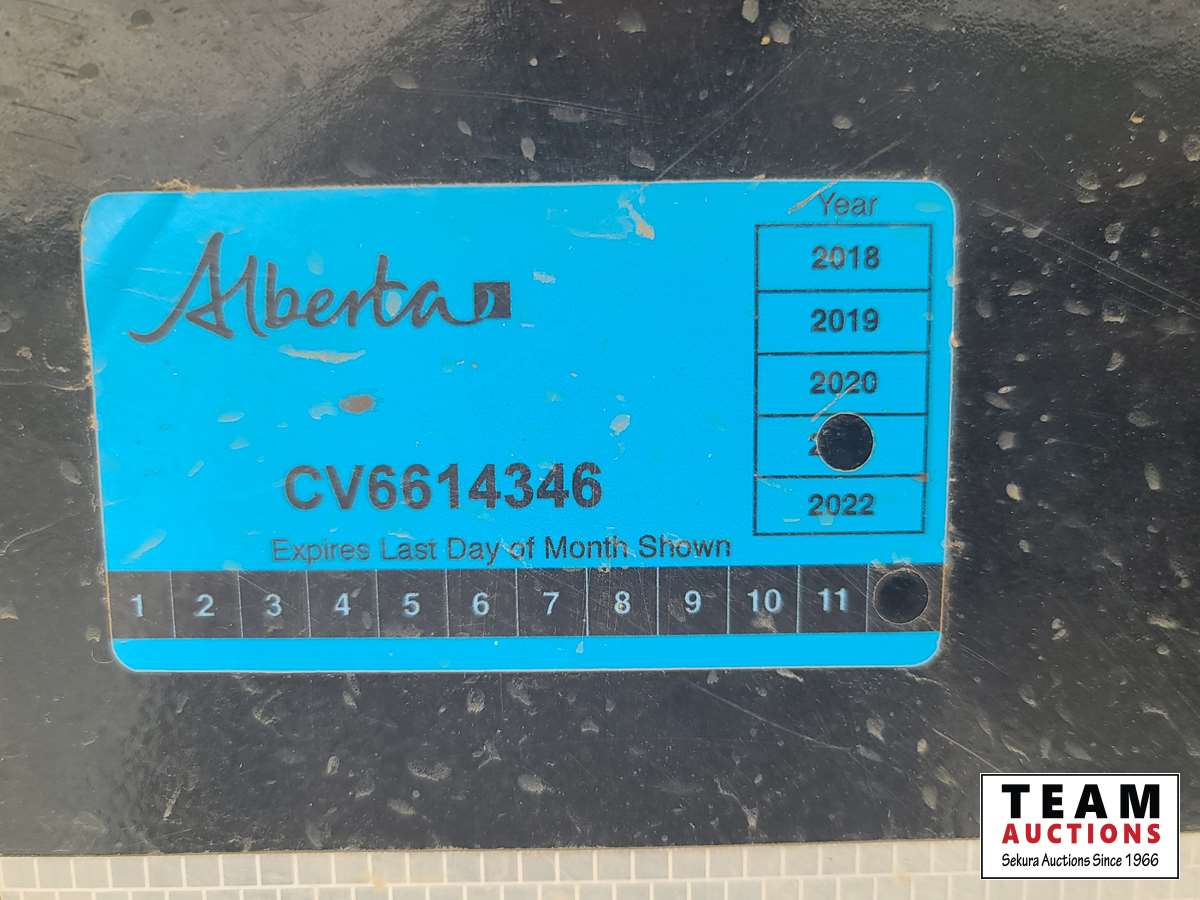 Year
2018
Alberta
2019
2020
2022
CV6614346
Expires Last Day of Month Shown
1 2 3 4 5 6 7 8 9 10 11
TEAM
AUCTIONS
Sekura Auctions Since 1966